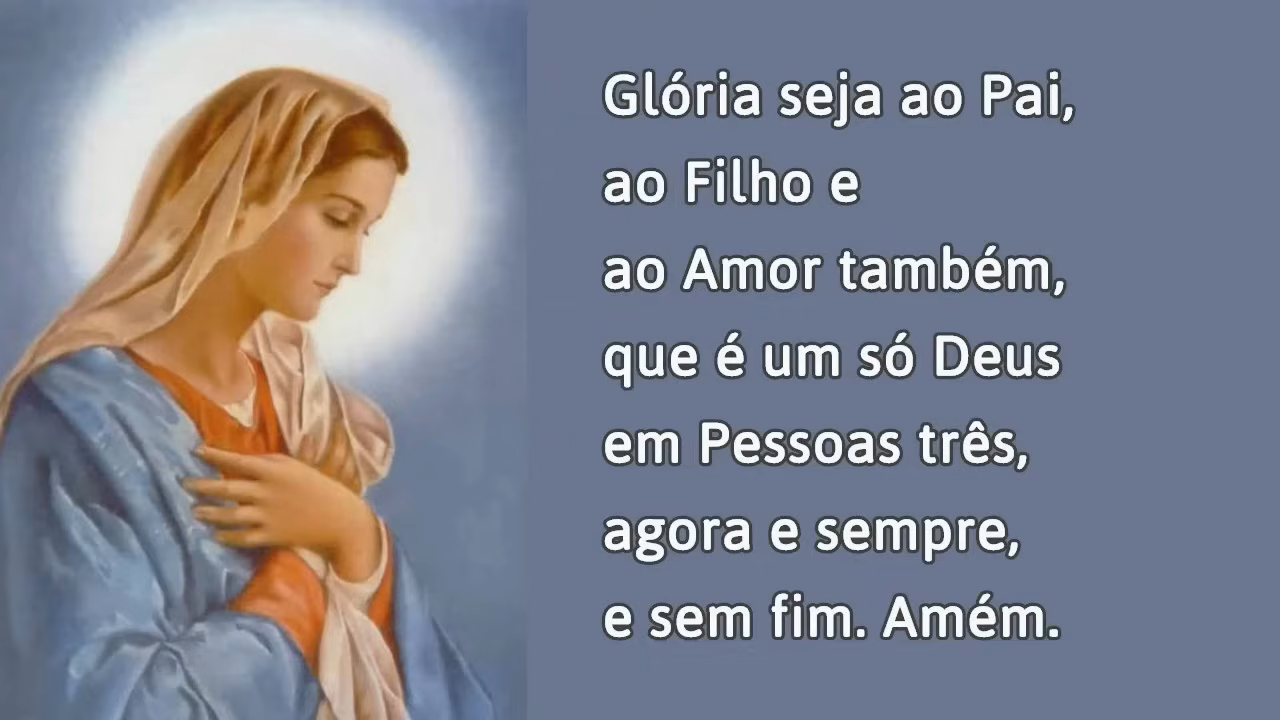 Glória seja ao Pai,
ao Filho e
ao Amor também,
que é um só Deus
em Pessoas três,
agora e sempre,
e sem fim. Amém.